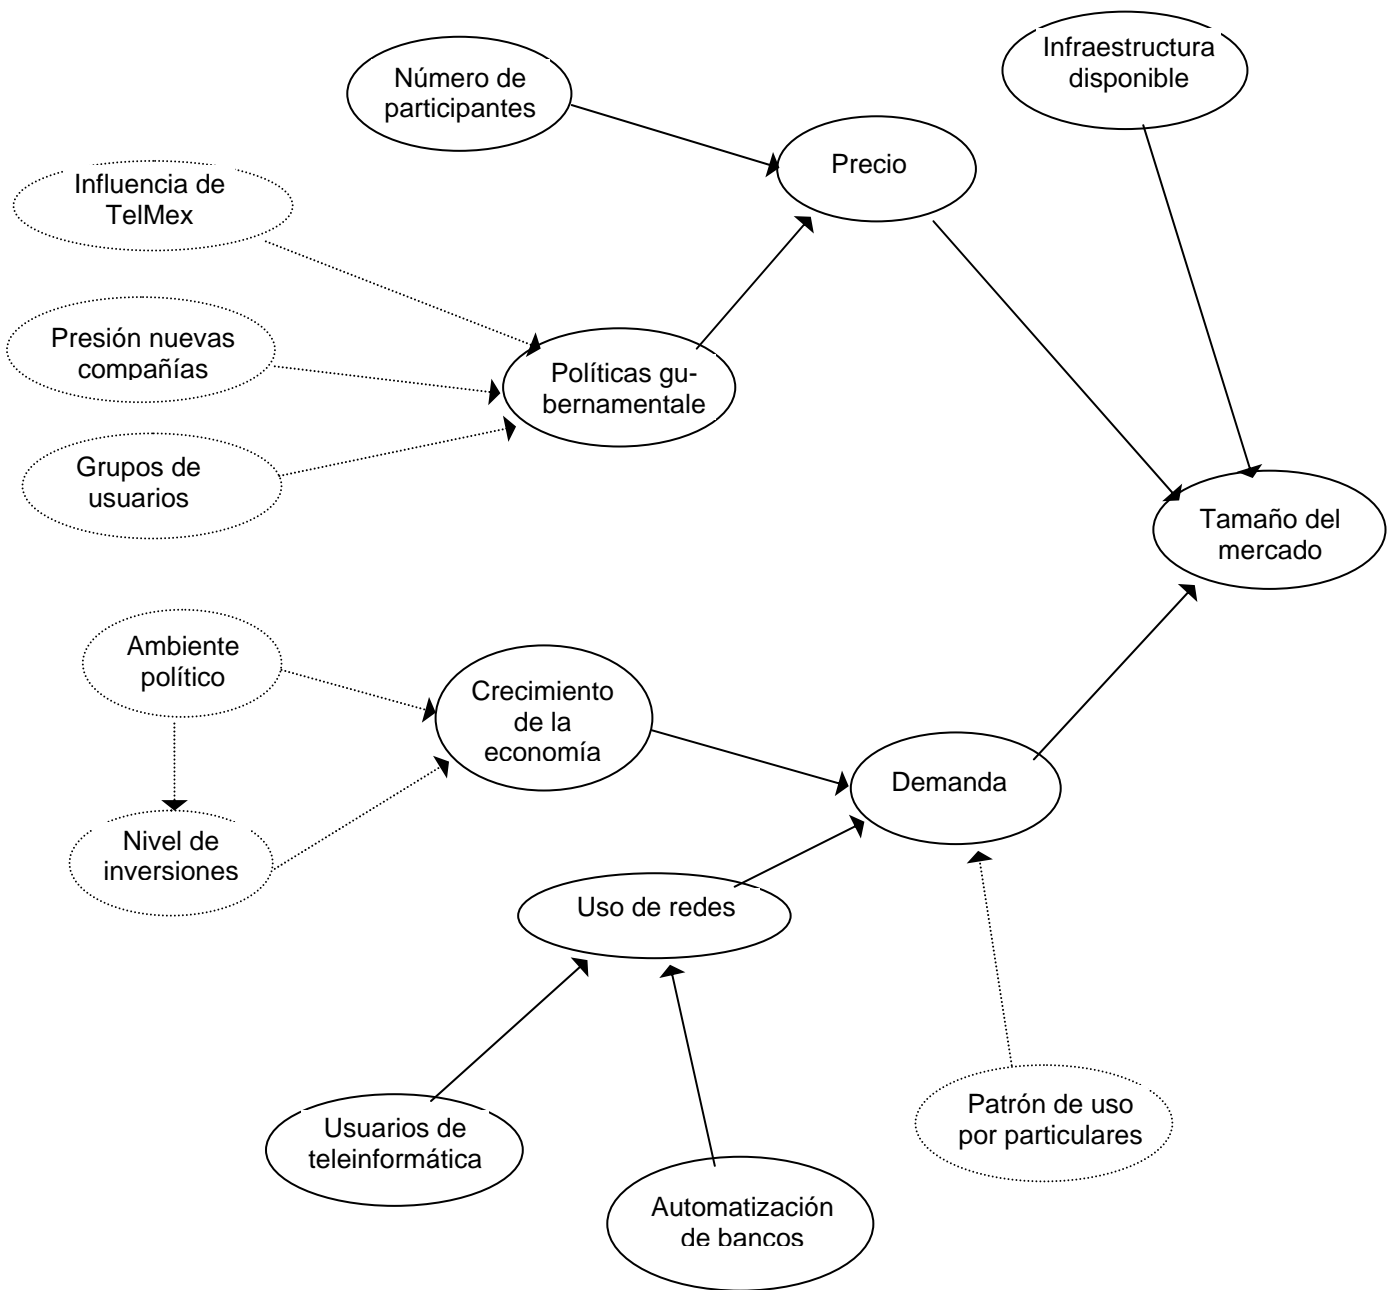 Infraestructura
disponible
Número de
participantes
Precio
Influencia de
TelMex
Presión nuevas
compañías
Políticas gu-
bernamentale
Grupos de
usuarios
Tamaño del
mercado
Ambiente
político
Crecimiento
de la
economía
Demanda
Nivel de
inversiones
Uso de redes
Usuarios de
teleinformática
Patrón de uso
por particulares
Automatización
de bancos